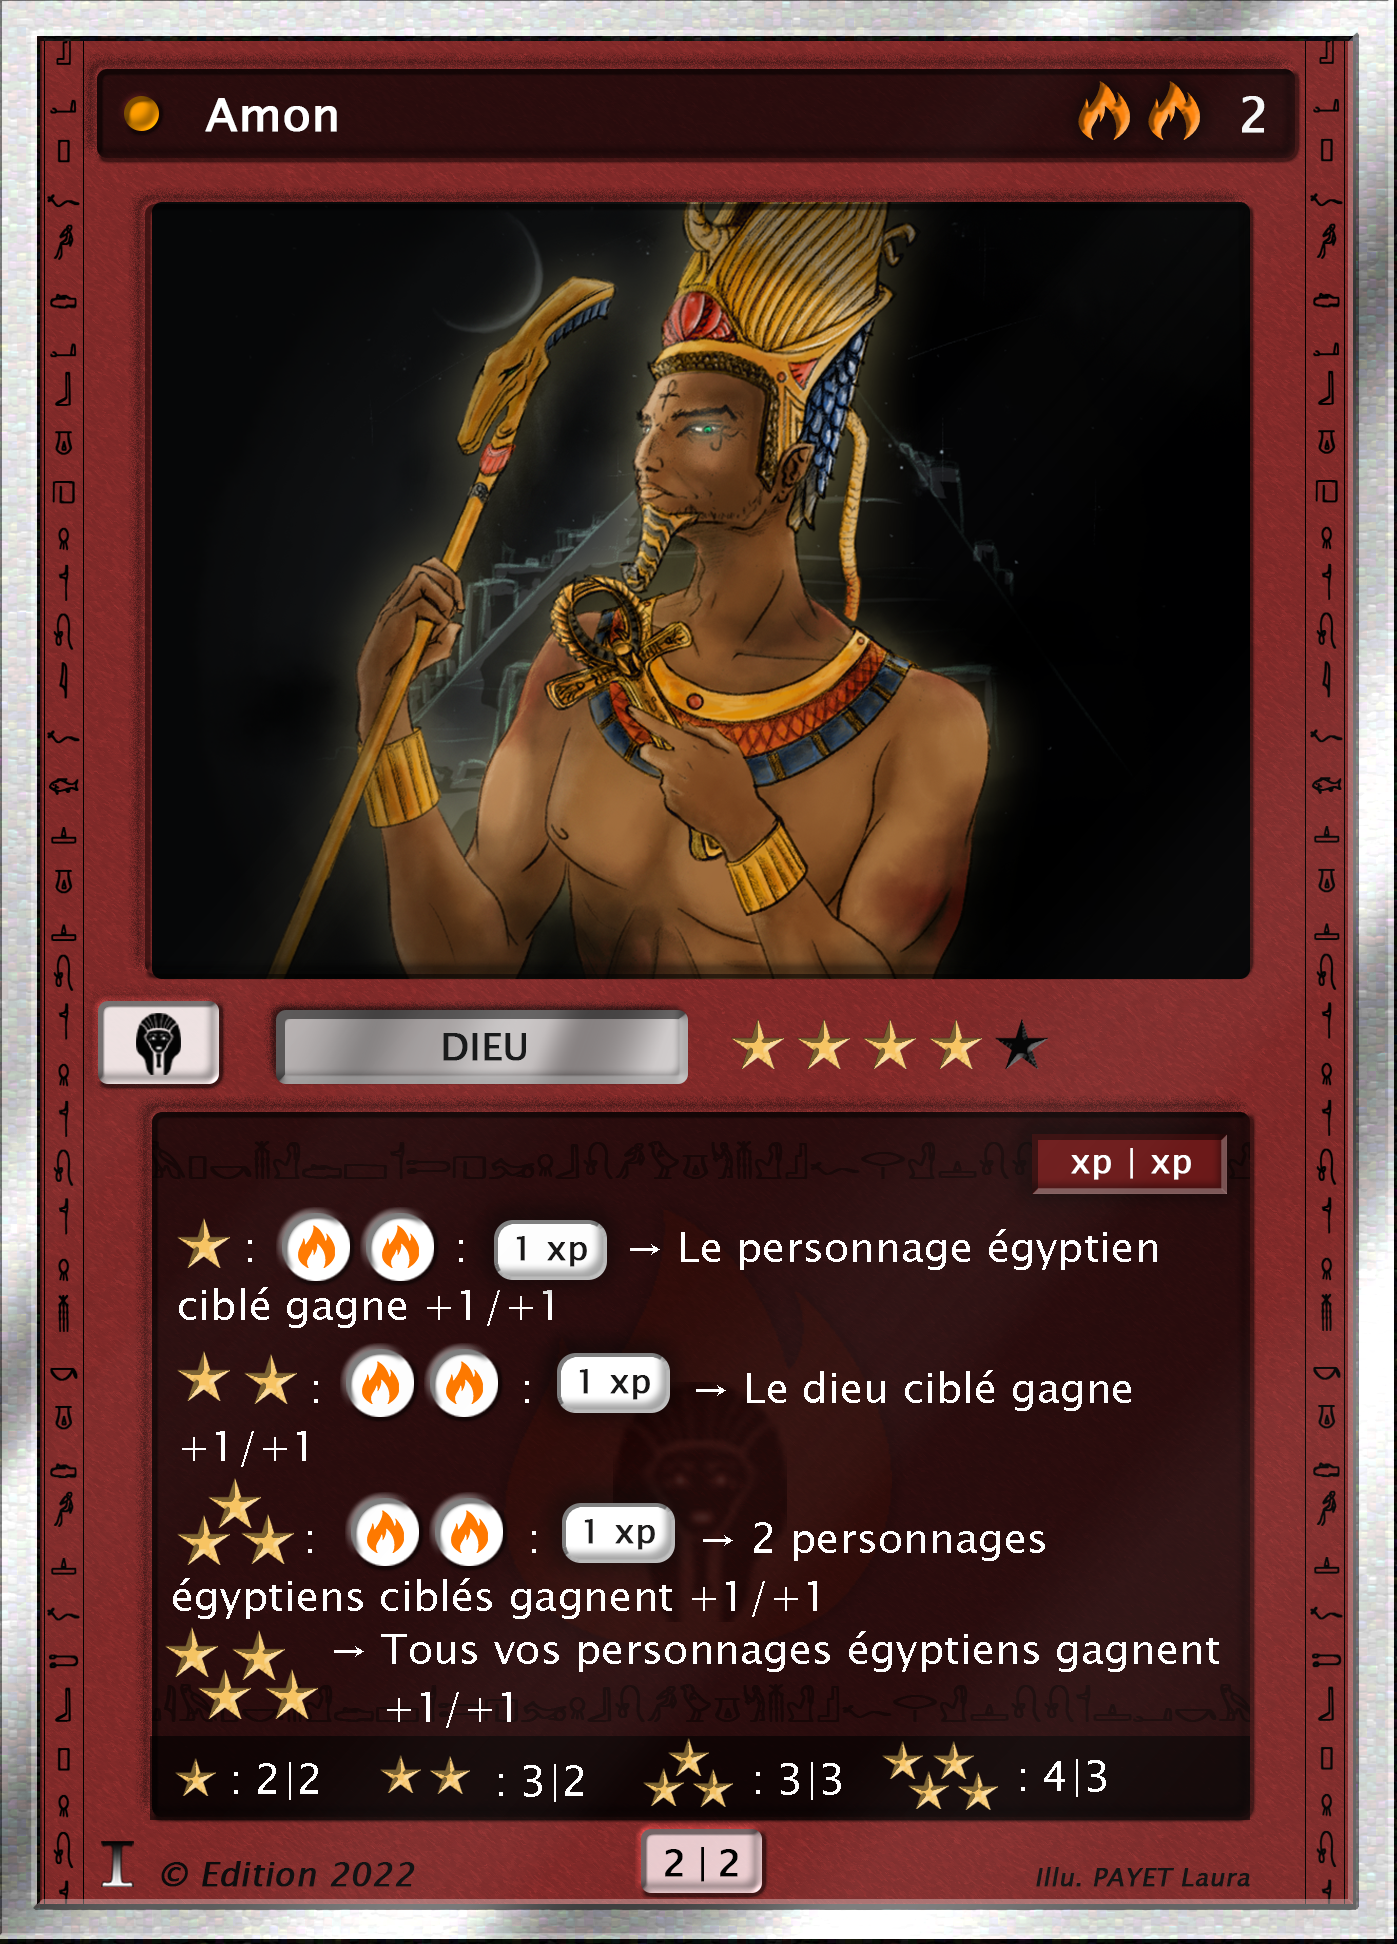 Amon 2
DIEU
xp | xp
: : 1 xp → Le personnage égyptien
ciblé gagne +1/+1
: : 1 xp → Le dieu ciblé gagne
+1/+1
: : 1 xp → 2 personnages
égyptiens ciblés gagnent +1/+1
→ Tous vos personnages égyptiens gagnent
+1/+1
: 2|2 : 3|2 : 3|3 : 4|3
I © Edition 2022 2 | 2 Illu. PAYET Laura